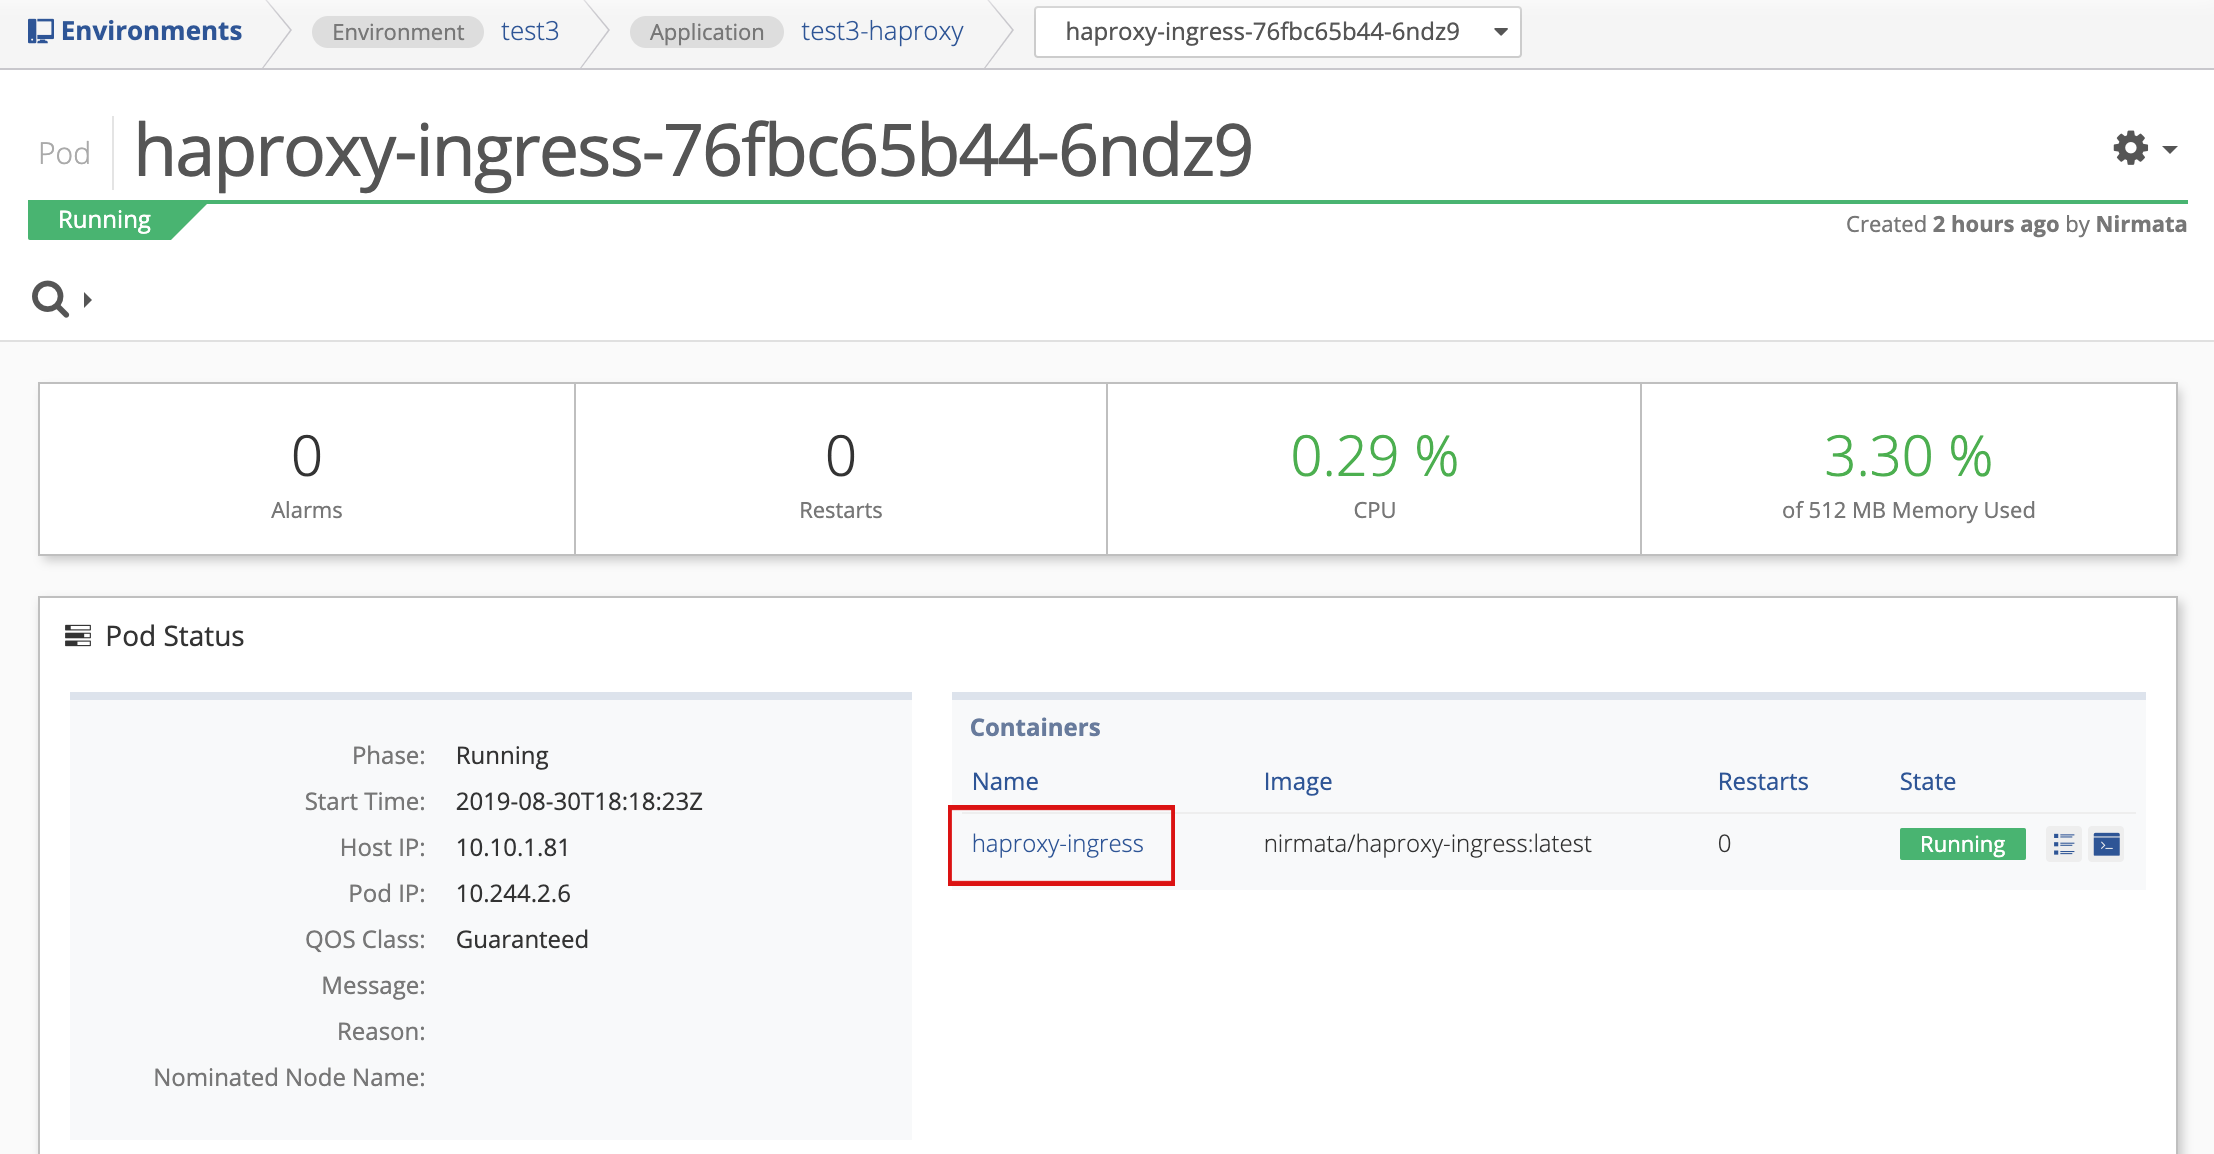 Environments Environment test3 Application test3-haproxy haproxy-ingress-76fbc65b44-6ndz9
Pod haproxy-ingress-76fbc65b44-6ndz9
Running
Created 2 hours ago by Nirmata
0
Alarms
0
Restarts
0.29 %
CPU
3.30 %
of 512 MB Memory Used
Pod Status
Phase: Running
Start Time: 2019-08-30T18:18:23Z
Host IP: 10.10.1.81
Pod IP: 10.244.2.6
QOS Class: Guaranteed
Message:
Reason:
Nominated Node Name:
Containers
Name Image Restarts State
haproxy-ingress nirmata/haproxy-ingress:latest 0 Running